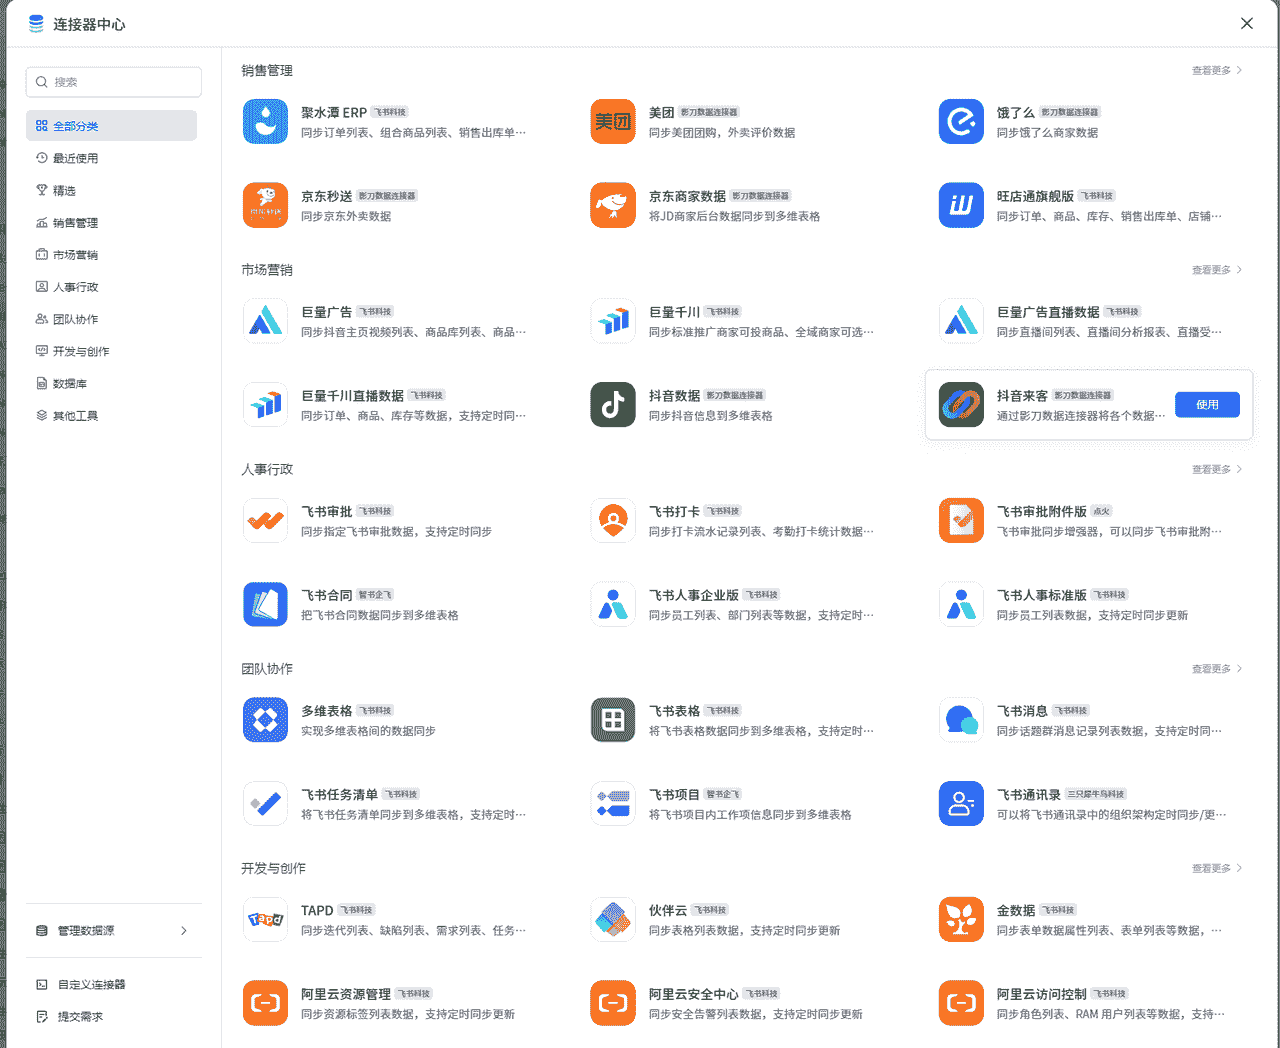 连接器中心
搜索
全部分类
最近使用
精选
销售管理
市场营销
人事行政
团队协作
开发与创作
数据库
其他工具
管理数据源
自定义连接器
提交需求
销售管理
查看更多
聚水潭 ERP 飞书科技
同步订单列表、组合商品列表、销售出库单…
美团 影刀数据连接器
同步美团团购，外卖评价数据
饿了么 影刀数据连接器
同步饿了么商家数据
京东秒送 影刀数据连接器
同步京东外卖数据
京东商家数据 影刀数据连接器
将JD商家后台数据同步到多维表格
旺店通旗舰版 飞书科技
同步订单、商品、库存、销售出库单、店铺…
市场营销
查看更多
巨量广告 飞书科技
同步抖音主页视频列表、商品库列表、商品…
巨量千川 飞书科技
同步标准推广商家可投商品、全域商家可选…
巨量广告直播数据 飞书科技
同步直播间列表、直播间分析报表、直播受…
巨量千川直播数据 飞书科技
同步订单、商品、库存等数据，支持定时同…
抖音数据 影刀数据连接器
同步抖音信息到多维表格
抖音来客 影刀数据连接器
通过影刀数据连接器将各个数据…
使用
人事行政
查看更多
飞书审批 飞书科技
同步指定飞书审批数据，支持定时同步
飞书打卡 飞书科技
同步打卡流水记录列表、考勤打卡统计数据…
飞书审批附件版 点火
飞书审批同步增强器，可以同步飞书审批附…
飞书合同 智书企飞
把飞书合同数据同步到多维表格
飞书人事企业版 飞书科技
同步员工列表、部门列表等数据，支持定时…
飞书人事标准版 飞书科技
同步员工列表数据，支持定时同步更新
团队协作
查看更多
多维表格 飞书科技
实现多维表格间的数据同步
飞书表格 飞书科技
将飞书表格数据同步到多维表格，支持定时…
飞书消息 飞书科技
同步话题群消息记录列表数据，支持定时同…
飞书任务清单 飞书科技
将飞书任务清单同步到多维表格，支持定时…
飞书项目 智书企飞
将飞书项目内工作项信息同步到多维表格
飞书通讯录 三只犀牛鸟科技
可以将飞书通讯录中的组织架构定时同步/更…
开发与创作
查看更多
TAPD 飞书科技
同步迭代列表、缺陷列表、需求列表、任务…
伙伴云 飞书科技
同步表格列表数据，支持定时同步更新
金数据 飞书科技
同步表单数据属性列表、表单列表等数据，…
阿里云资源管理 飞书科技
同步资源标签列表数据，支持定时同步更新
阿里云安全中心 飞书科技
同步安全告警列表数据，支持定时同步更新
阿里云访问控制 飞书科技
同步角色列表、RAM 用户列表等数据，支持…